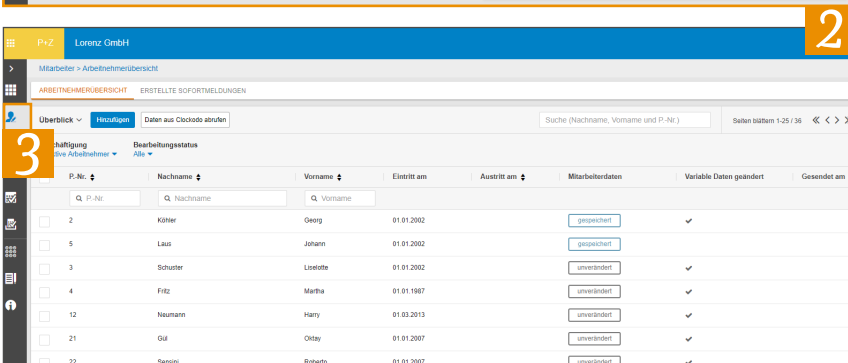 2
P+Z Lorenz GmbH
Mitarbeiter > Arbeitnehmerübersicht
ARBEITNEHMERÜBERSICHT ERSTELLTE SOFORTMELDUNGEN
Überblick Hinzufügen Daten aus Clockodo abrufen Suche (Nachname, Vorname und P.-Nr.) Seiten blättern 1-25 / 36
3
Bearbeitungsstatus
Arbeitnehmer Alle
P.-Nr. Nachname Vorname Eintritt am Austritt am Mitarbeiterdaten Variable Daten geändert Gesendet am
P.-Nr. Nachname Vorname
2 Köhler Georg 01.01.2002 gespeichert
5 Laus Johann 01.01.2002 gespeichert
3 Schuster Liselotte 01.01.2002 unverändert
4 Fritz Martha 01.01.1987 unverändert
12 Neumann Harry 01.03.2013 unverändert
21 Gül Oktay 01.01.2007 unverändert
22 Sensini Roberto 01.01.2007 unverändert